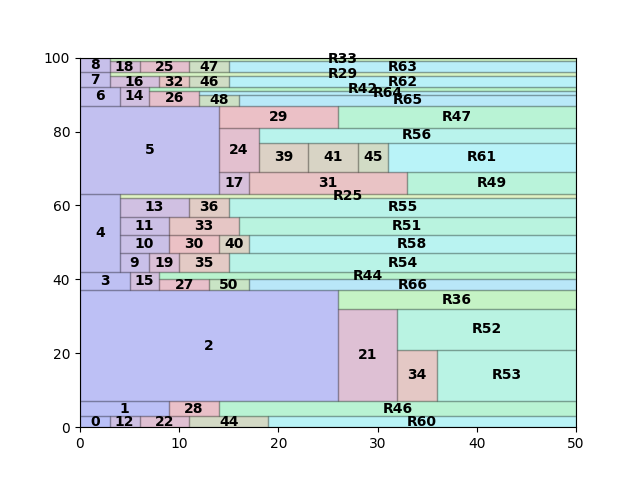 100
R33
8 18 25 47 R63
R29
7 16 32 46 R62
R42
R64
6 14 26 48 R65
29 R47
80
R56
5 24 39 41 45 R61
17 31 R49
R25
60
13 36 R55
11 33 R51
4
10 30 40 R58
9 19 35 R54
R44
40
3 15 27 50 R66
R36
2 21 R52
34 R53
20
1 28 R46
0 12 22 44 R60
0
0 10 20 30 40 50